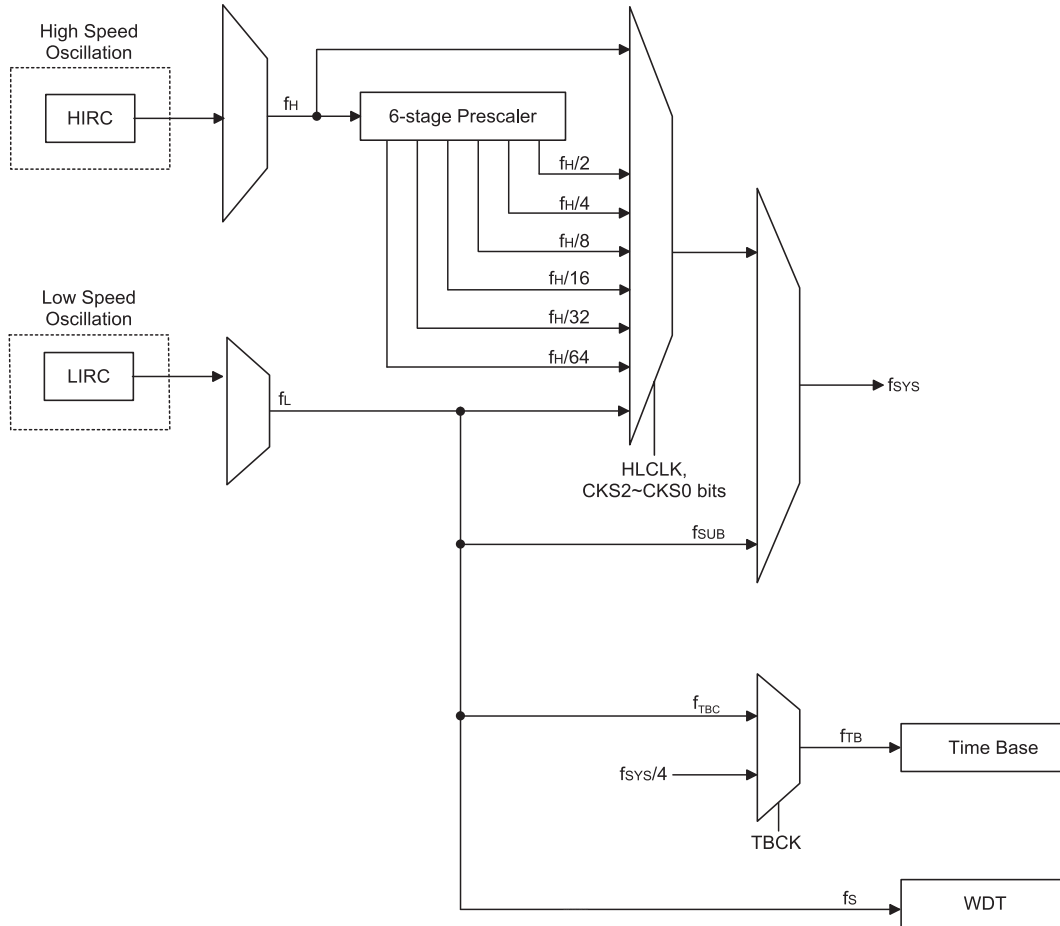 High Speed
Oscillation
HIRC
fH
6-stage Prescaler
fH/2
fH/4
fH/8
fH/16
fH/32
fH/64
Low Speed
Oscillation
LIRC
fL
HLCLK,
CKS2~CKS0 bits
fSYS
fSUB
fTBC
fSYS/4
TBCK
fTB
Time Base
fS
WDT